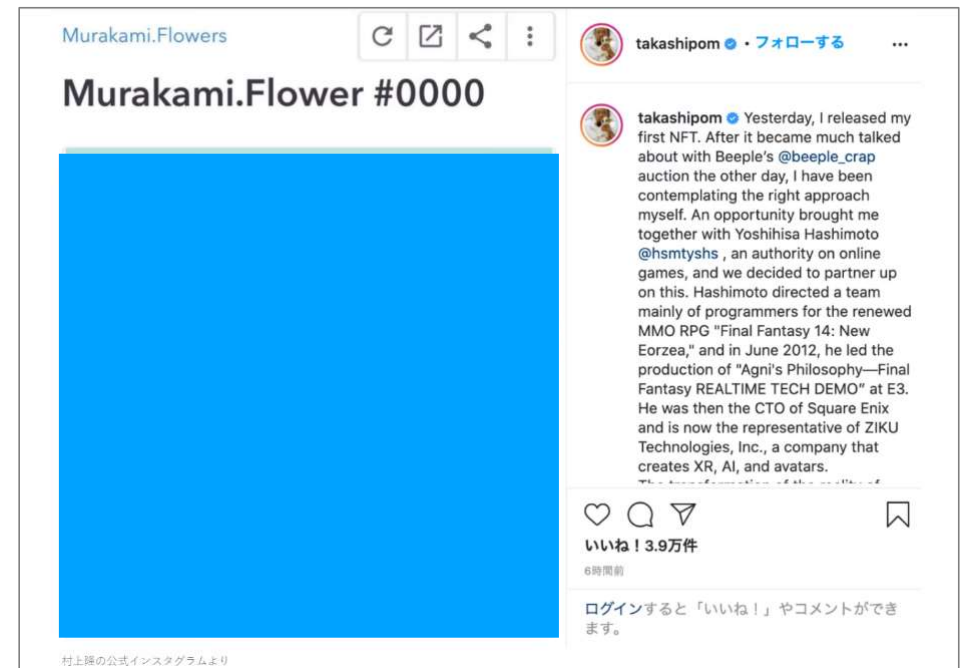 Murakami.Flowers
Murakami.Flower #0000
takashipom • フォローする
takashipom Yesterday, I released my
first NFT. After it became much talked
about with Beeple's @beeple_crap
auction the other day, I have been
contemplating the right approach
myself. An opportunity brought me
together with Yoshihisa Hashimoto
@hsmtyshs , an authority on online
games, and we decided to partner up
on this. Hashimoto directed a team
mainly of programmers for the renewed
MMO RPG "Final Fantasy 14: New
Eorzea," and in June 2012, he led the
production of "Agni's Philosophy—Final
Fantasy REALTIME TECH DEMO" at E3.
He was then the CTO of Square Enix
and is now the representative of ZIKU
Technologies, Inc., a company that
creates XR, AI, and avatars.
The transformation of the reality of
いいね！3.9万件
6時間前
ログインすると「いいね！」やコメントができ
ます。
村上隆の公式インスタグラムより